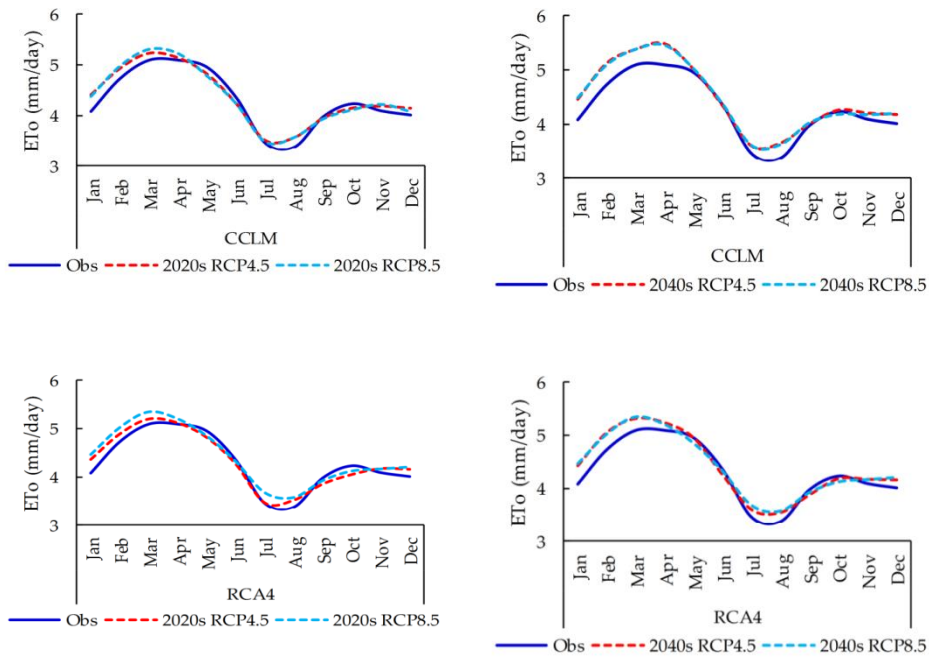 6
5
4
3
ETo (mm/day)
Jan Feb Mar Apr May Jun Jul Aug Sep Oct Nov Dec
CCLM
Obs 2020s RCP4.5 2020s RCP8.5
6
5
4
3
ETo (mm/day)
Jan Feb Mar Apr May Jun Jul Aug Sep Oct Nov Dec
CCLM
Obs 2040s RCP4.5 2040s RCP8.5
6
5
4
3
ETo (mm/day)
Jan Feb Mar Apr May Jun Jul Aug Sep Oct Nov Dec
RCA4
Obs 2020s RCP4.5 2020s RCP8.5
6
5
4
3
ETo (mm/day)
Jan Feb Mar Apr May Jun Jul Aug Sep Oct Nov Dec
RCA4
Obs 2040s RCP4.5 2040s RCP8.5